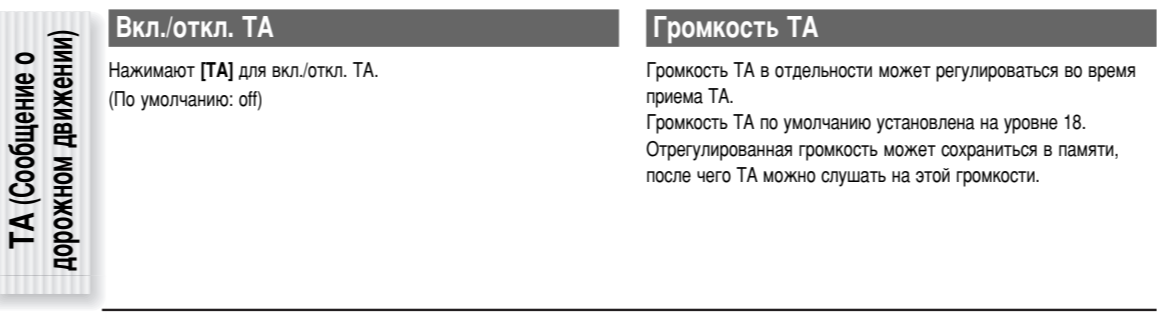 ТА (Сообщение о
дорожном движении)
Вкл./откл. ТА
Нажимают [TA] для вкл./откл. ТА.
(По умолчанию: off)
Громкость ТА
Громкость ТА в отдельности может регулироваться во время
приема ТА.
Громкость ТА по умолчанию установлена на уровне 18.
Отрегулированная громкость может сохраниться в памяти,
после чего ТА можно слушать на этой громкости.